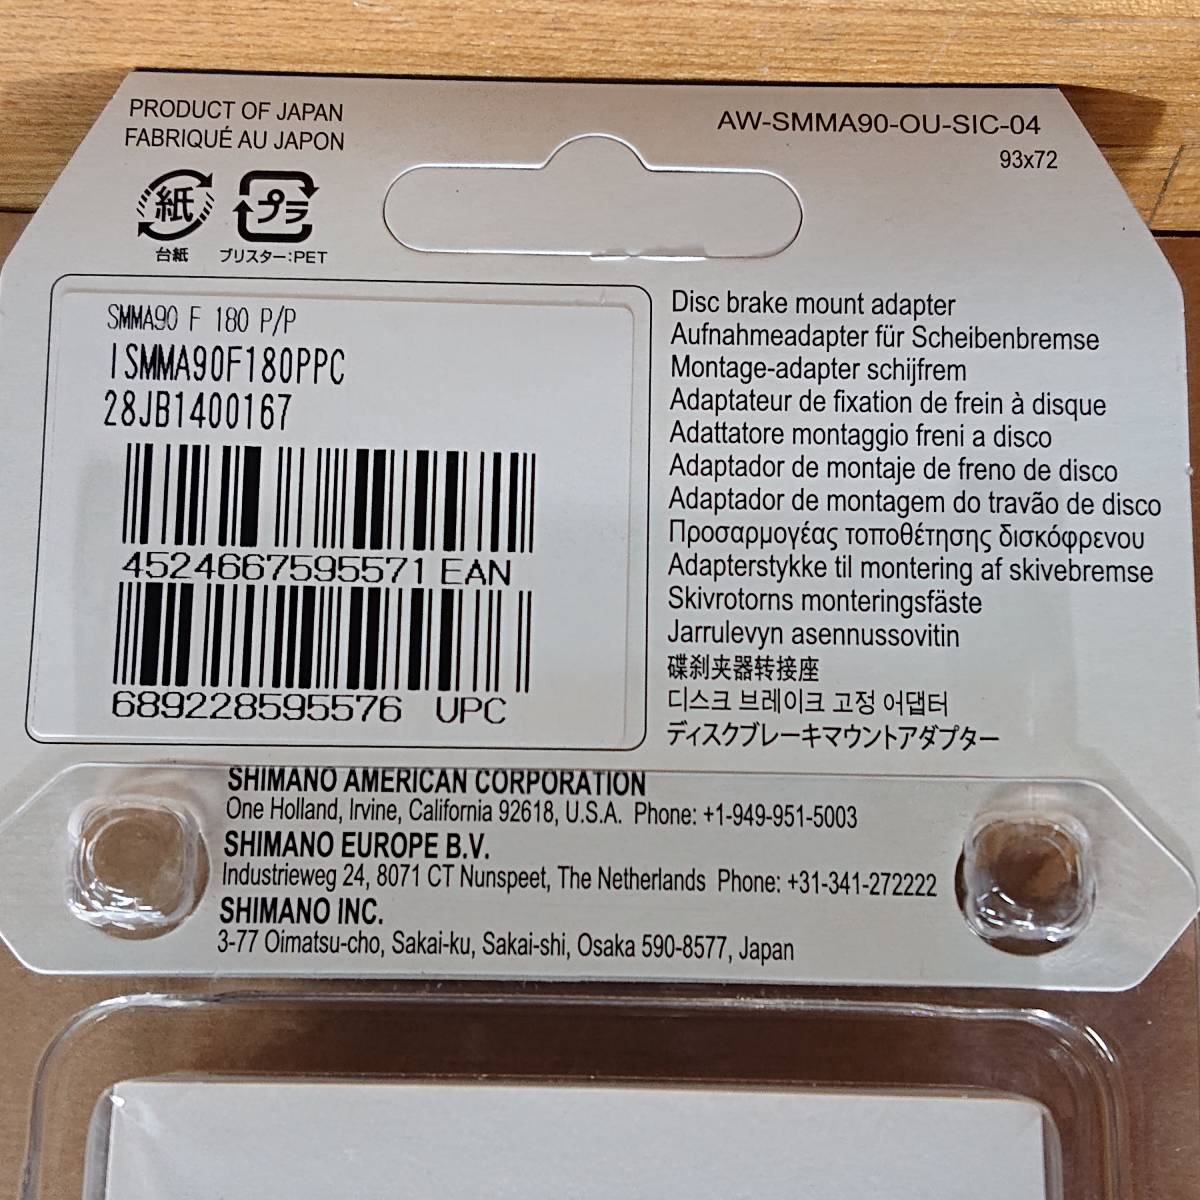 PRODUCT OF JAPAN
FABRIQUÉ AU JAPON
AW-SMMA90-OU-SIC-04
93x72
紙
プラ
台紙
ブリスター:PET
SMMA90 F 180 P/P
ISMMA90F180PPC
28JB1400167
4524667595571 EAN
689228595576 UPC
Disc brake mount adapter
Aufnahmeadapter für Scheibenbremse
Montage-adapter schijfrem
Adaptateur de fixation de frein à disque
Adattatore montaggio freni a disco
Adaptador de montaje de freno de disco
Adaptador de montagem do travão de disco
Προσαρμογέας τοποθέτησης δισκόφρενου
Adapterstykke til montering af skivebremse
Skivrotorns monteringsfäste
Jarrulevyn asennussovitin
碟刹夹器转接座
디스크 브레이크 고정 어댑터
ディスクブレーキマウントアダプター
SHIMANO AMERICAN CORPORATION
One Holland, Irvine, California 92618, U.S.A. Phone: +1-949-951-5003
SHIMANO EUROPE B.V.
Industrieweg 24, 8071 CT Nunspeet, The Netherlands Phone: +31-341-272222
SHIMANO INC.
3-77 Oimatsu-cho, Sakai-ku, Sakai-shi, Osaka 590-8577, Japan